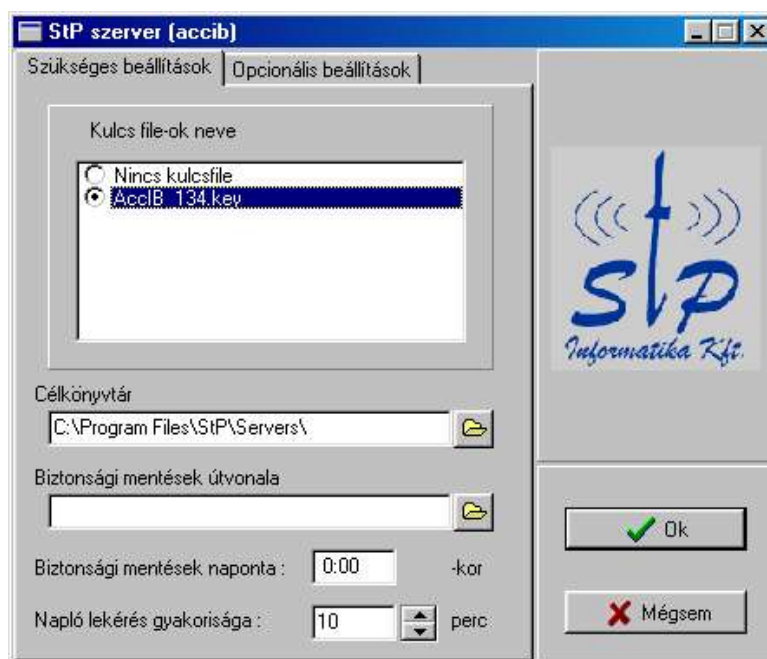 StP szerver (accib)
Szükséges beállítások
Opcionális beállítások
Kulcs file-ok neve
Nincs kulcsfile
AccIB_134.key
StP
Informatika Kft.
Célkönyvtár
C:\Program Files\StP\Servers\
Biztonsági mentések útvonala
Biztonsági mentések naponta : 0:00 -kor
Napló lekérés gyakorisága : 10 perc
Ok
Mégsem